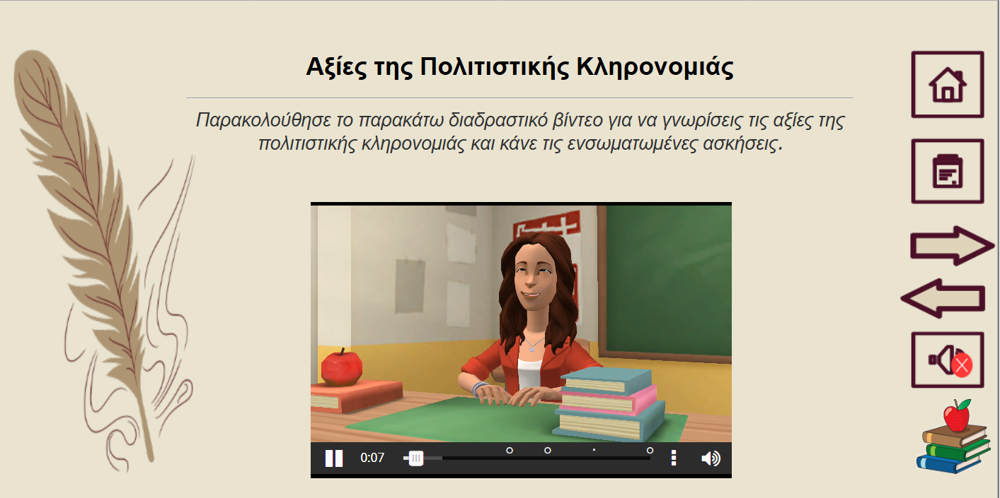 Αξίες της Πολιτιστικής Κληρονομιάς
Παρακολούθησε το παρακάτω διαδραστικό βίντεο για να γνωρίσεις τις αξίες της
πολιτιστικής κληρονομιάς και κάνε τις ενσωματωμένες ασκήσεις.
0:07